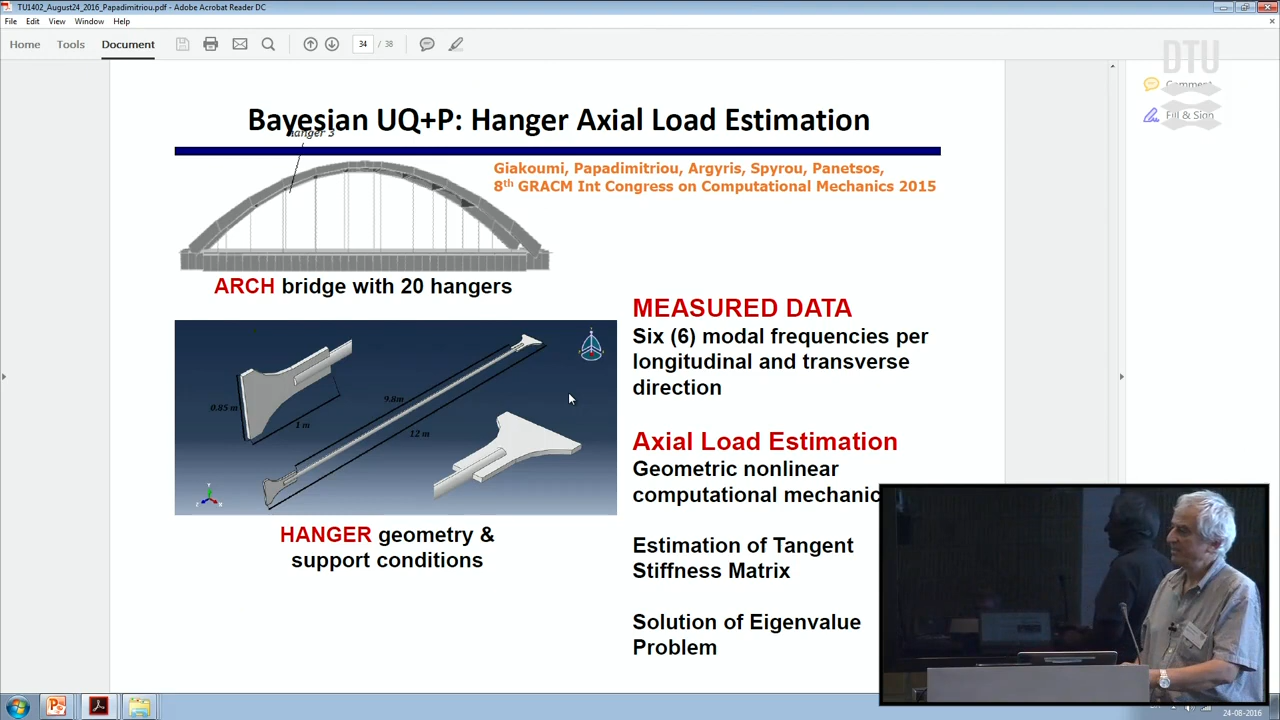 TU1402_August24_2016_Papadimitriou.pdf - Adobe Acrobat Reader DC
File Edit View Window Help
Home Tools Document 34 / 38
DTU
Comment
Fill & Sign
Bayesian UQ+P: Hanger Axial Load Estimation
Hanger 3
Giakoumi, Papadimitriou, Argyris, Spyrou, Panetsos,
8th GRACM Int Congress on Computational Mechanics 2015
ARCH bridge with 20 hangers
MEASURED DATA
Six (6) modal frequencies per
longitudinal and transverse
direction
0.85 m
1 m
9.8m
12 m
Axial Load Estimation
Geometric nonlinear
computational mechanic
HANGER geometry &
support conditions
Estimation of Tangent
Stiffness Matrix
Solution of Eigenvalue
Problem
24-08-2016